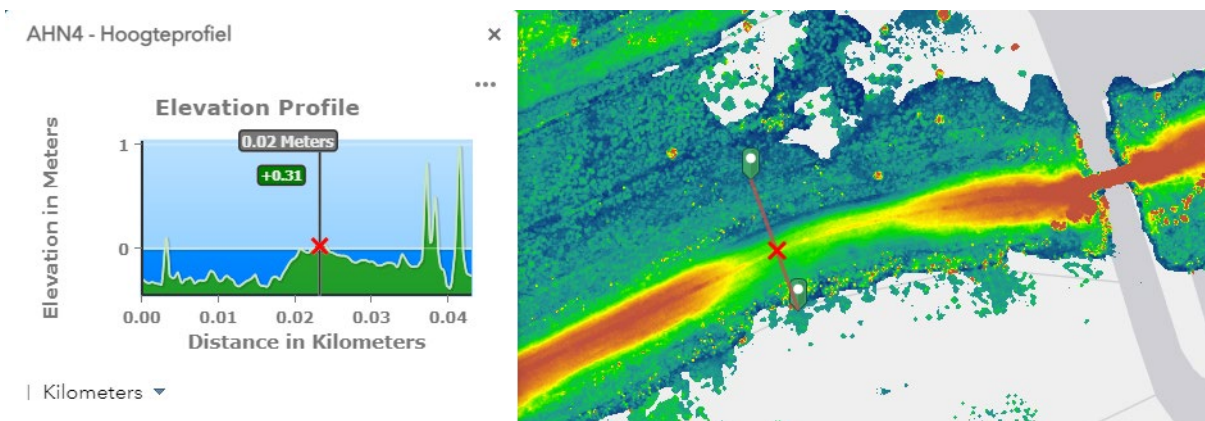 AHN4 - Hoogteprofiel ×
...
Elevation Profile
Elevation in Meters
0.02 Meters
+0.31
1
0
0.00 0.01 0.02 0.03 0.04
Distance in Kilometers
| Kilometers